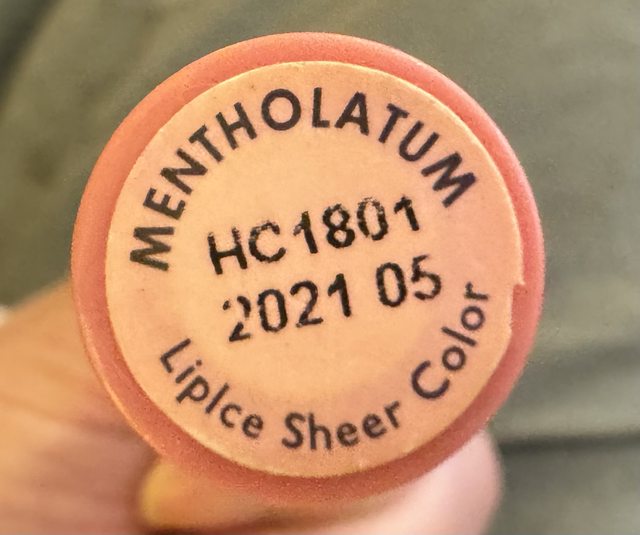 MENTHOLATUM
HC1801
2021 05
LipIce Sheer Color